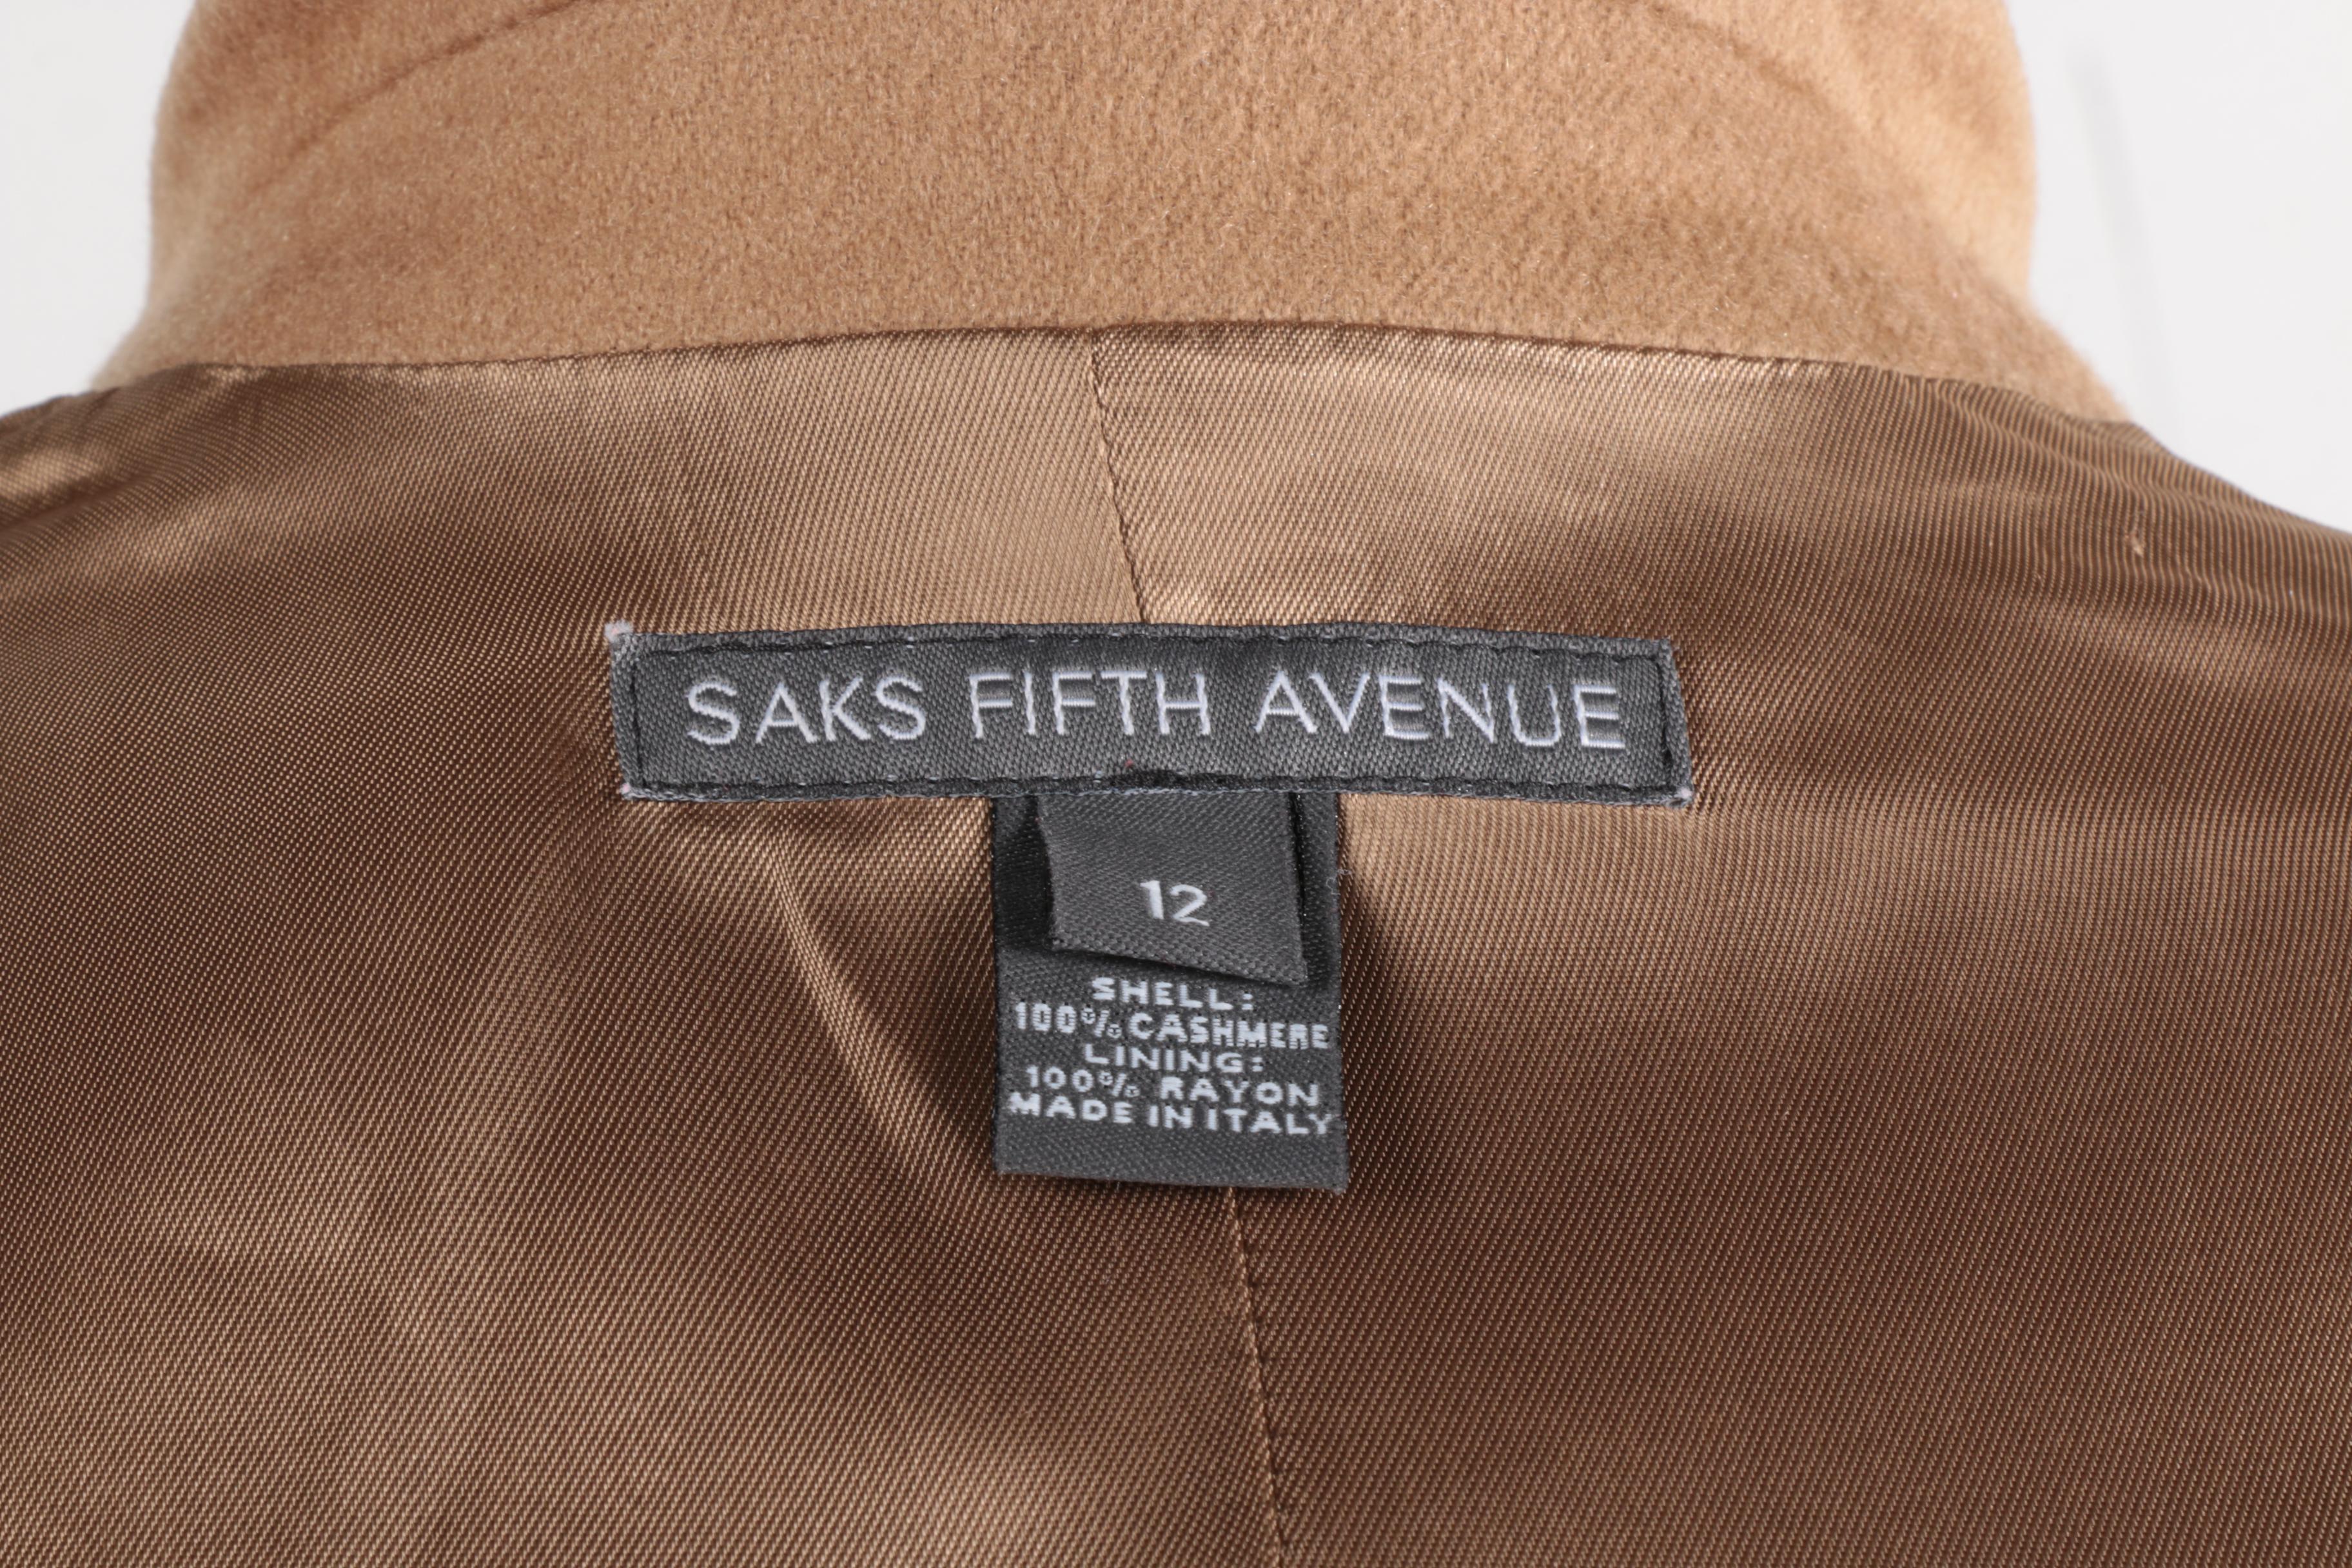 SAKS FIFTH AVENUE
12
SHELL:
100% CASHMERE
LINING:
100% RAYON
MADE IN ITALY